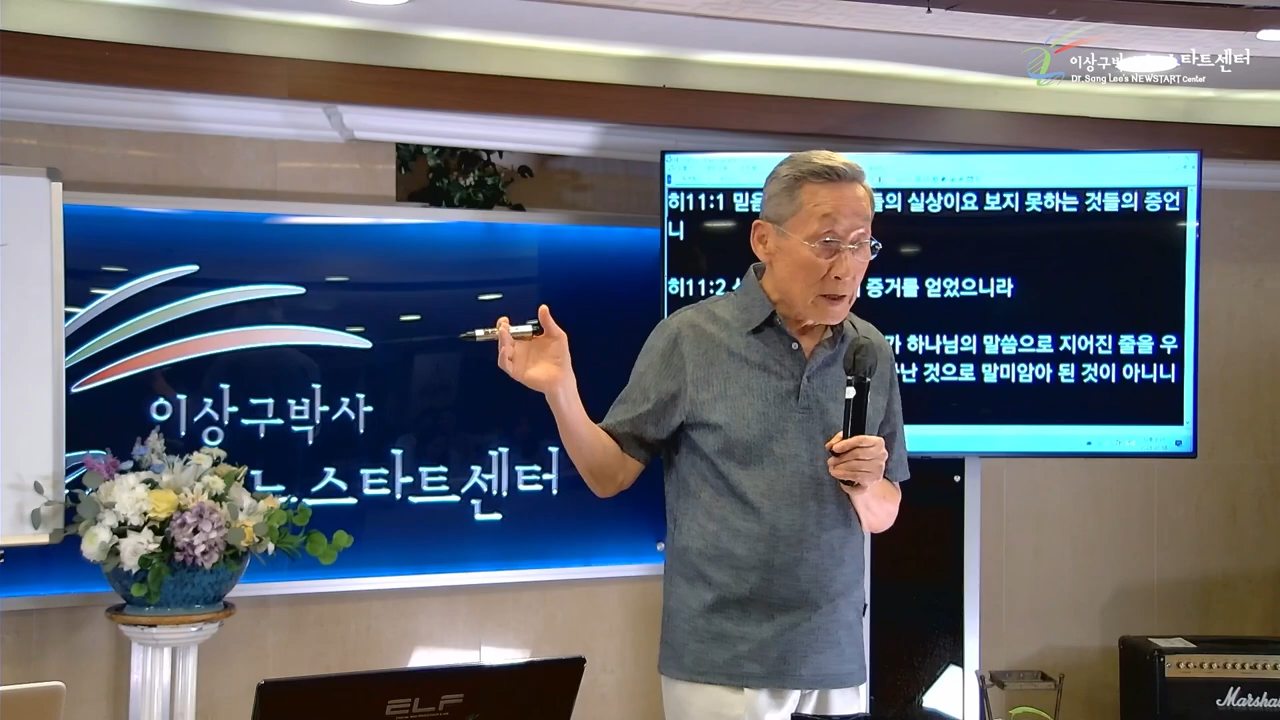 이상구박 스타트센터
Dr. Sang Lee's NEWSTART Center
히11:1 믿음 들의 실상이요 보지 못하는 것들의 증언
니
히11:2 증거를 얻었으니라
가 하나님의 말씀으로 지어진 줄을 우
난 것으로 말미암아 된 것이 아니니
이상구박사
뉴스타트센터
ELF
Marsha